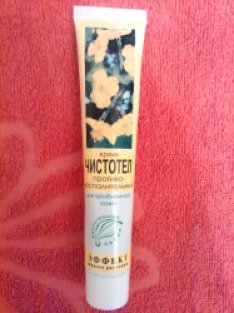 крем
ЧИСТОТЕЛ
противо-
воспалительный
для проблемной
кожи
ЭФФЕКТ